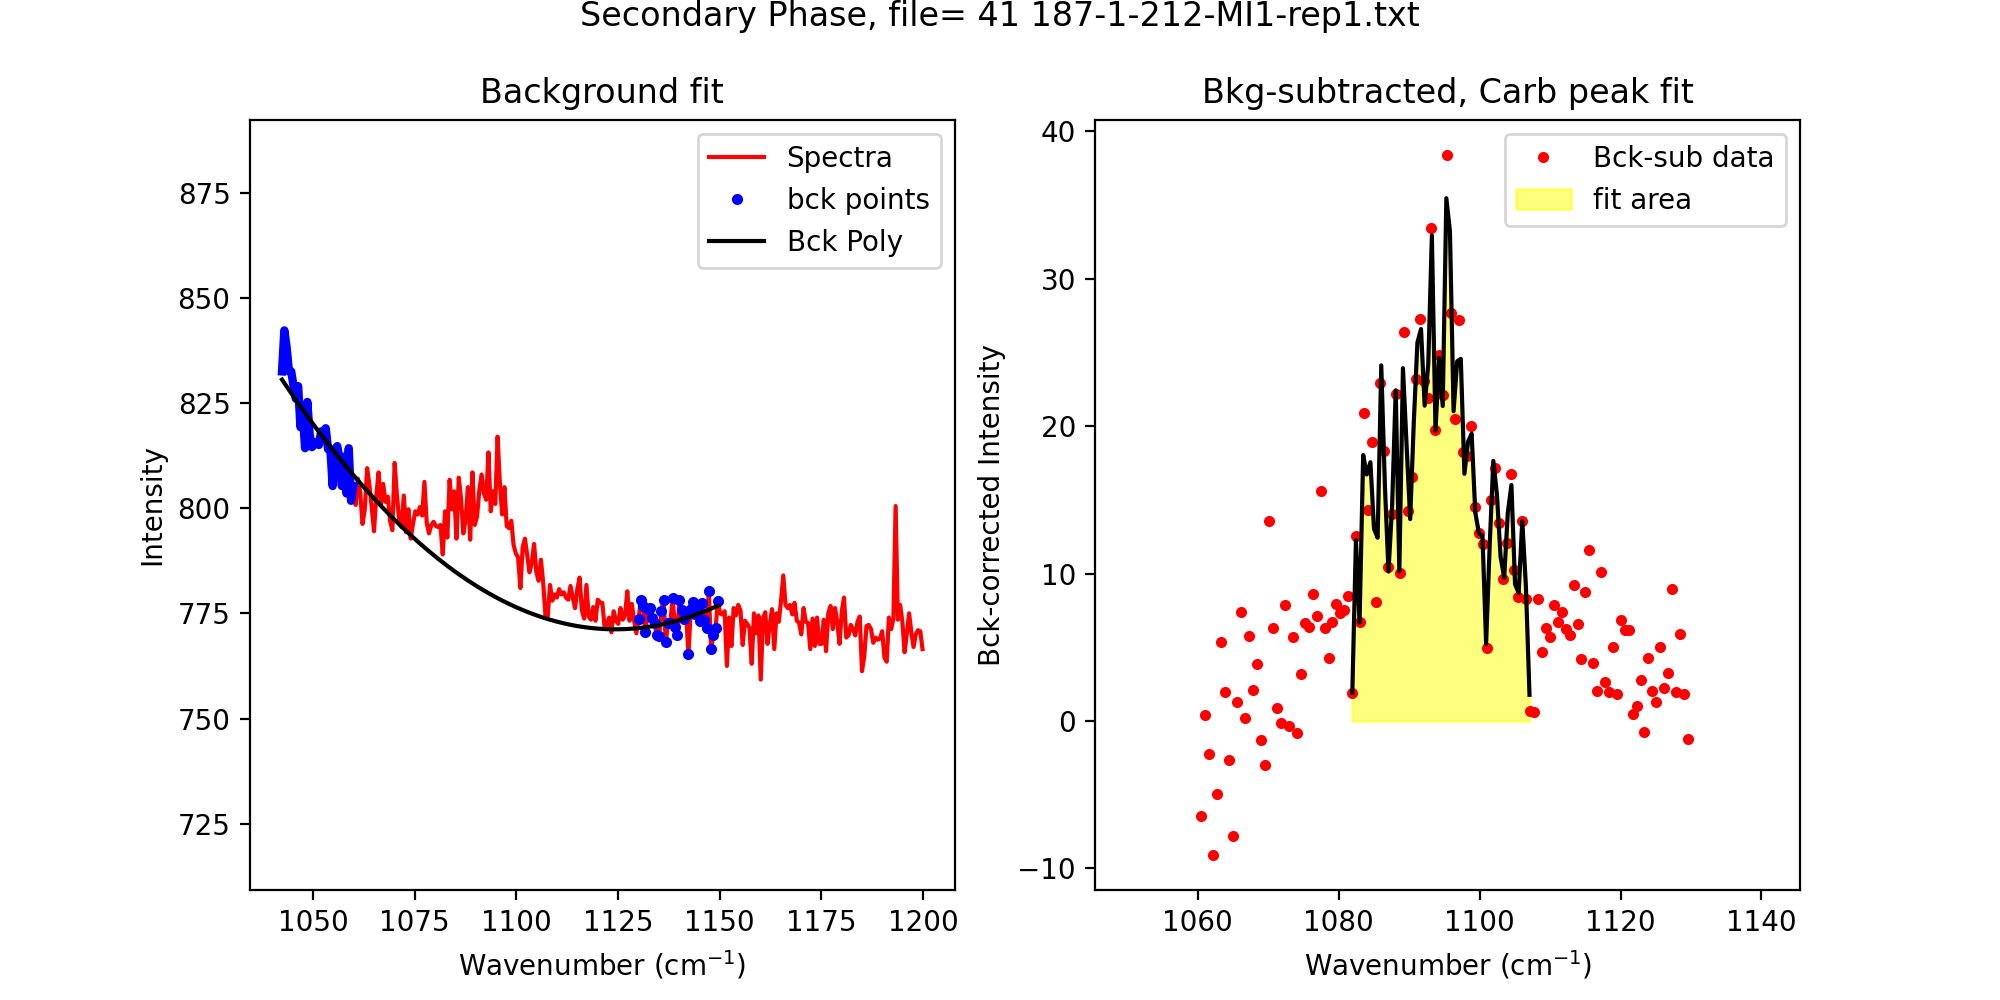 Secondary Phase, file= 41 187-1-212-MI1-rep1.txt
Background fit
Spectra
bck points
Bck Poly
875
850
825
800
775
750
725
Intensity
1050 1075 1100 1125 1150 1175 1200
Wavenumber (cm⁻¹)
Bkg-subtracted, Carb peak fit
Bck-sub data
fit area
40
30
20
10
0
−10
Bck-corrected Intensity
1060 1080 1100 1120 1140
Wavenumber (cm⁻¹)